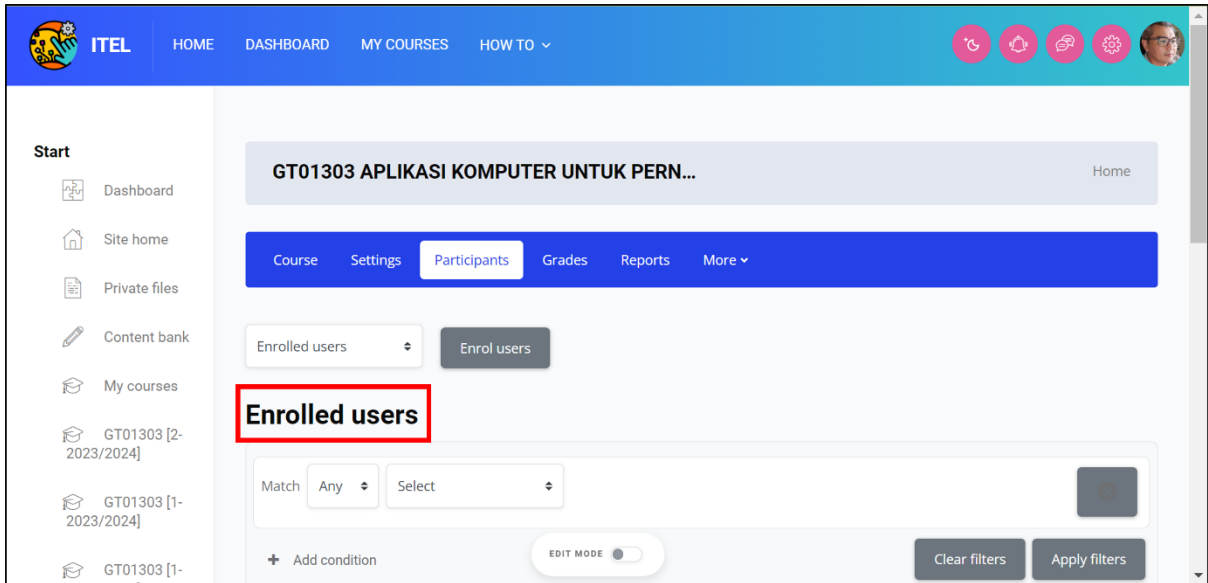 ITEL HOME DASHBOARD MY COURSES HOW TO
Start
Dashboard
Site home
Private files
Content bank
My courses
GT01303 [2-
2023/2024]
GT01303 [1-
2023/2024]
GT01303 [1-
GT01303 APLIKASI KOMPUTER UNTUK PERN...
Home
Course Settings Participants Grades Reports More
Enrolled users
Enrol users
Enrolled users
Match Any Select
+ Add condition
EDIT MODE
Clear filters
Apply filters